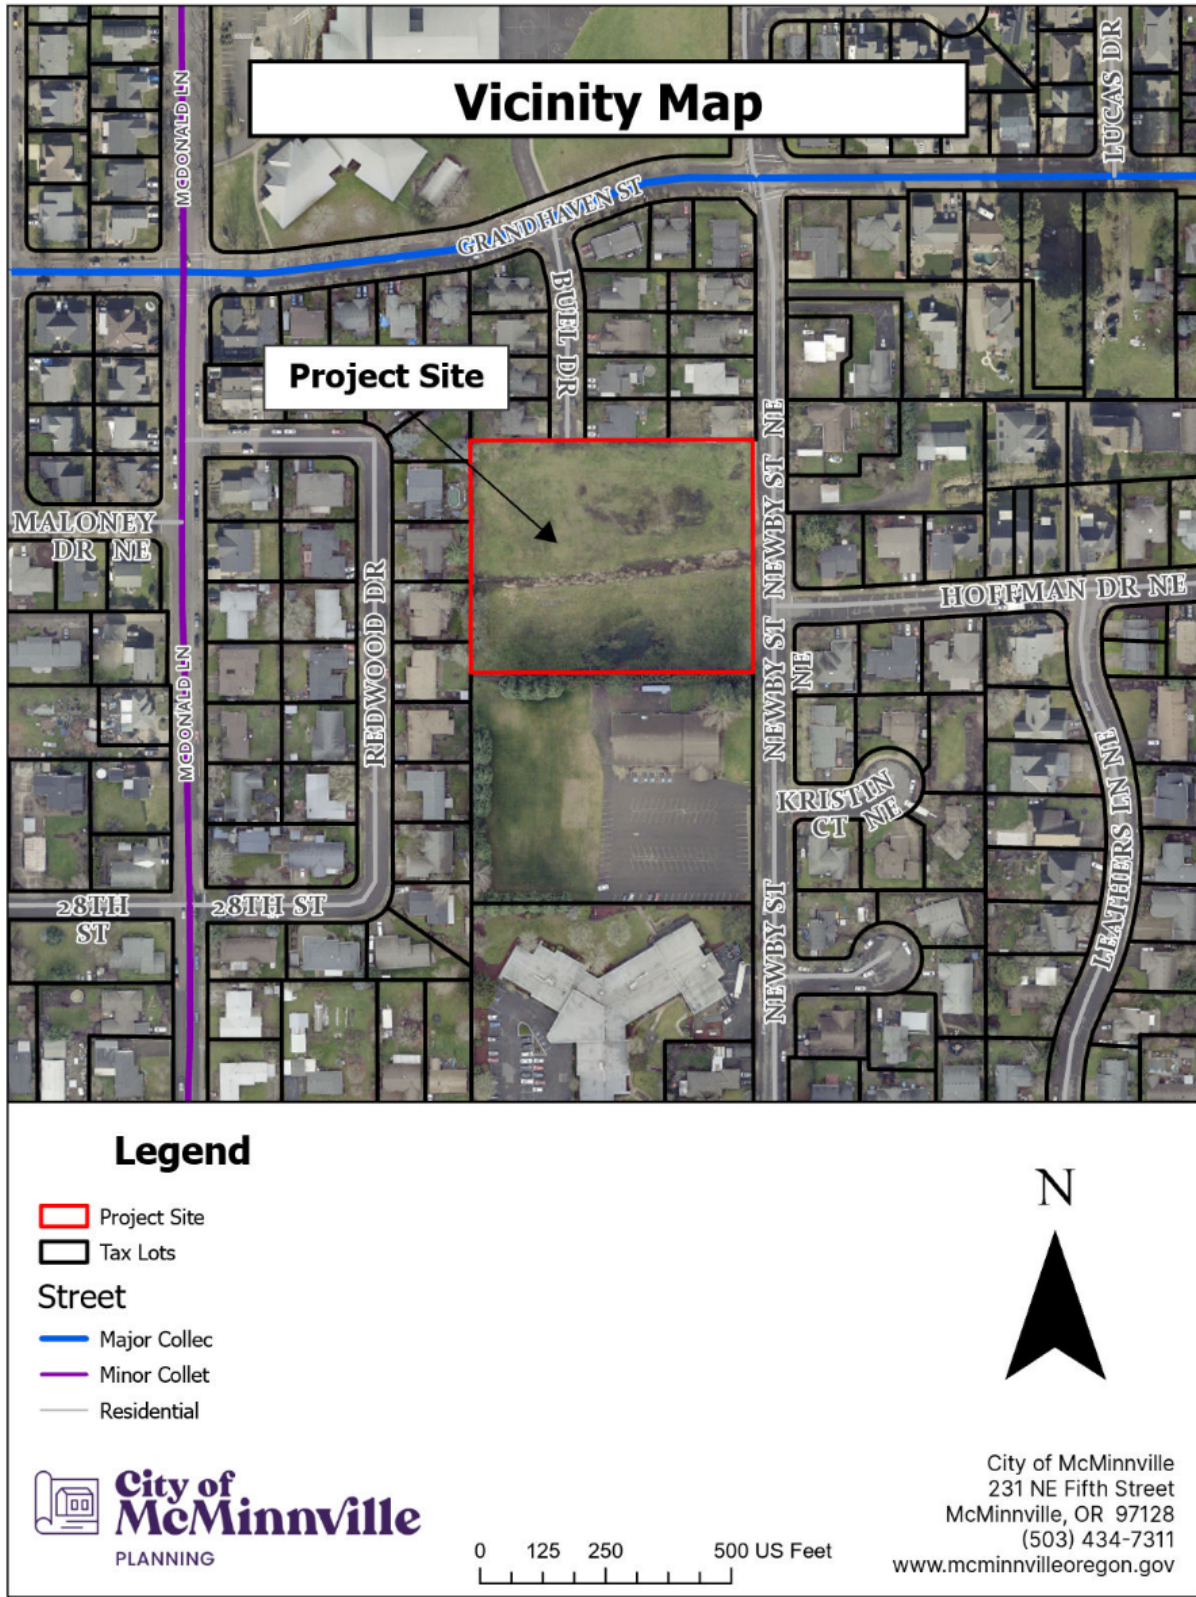 Vicinity Map
LUCAS DR
MCDONALD LN
GRANDHAVEN ST
BUEL DR
Project Site
NEWBY ST NE
MALONEY
DR NE
REDWOOD DR
HOFFMAN DR NE
NEWBY ST
NE
MCDONALD LN
KRISTIN
CT NE
LEATHERS LN NE
28TH
ST
28TH ST
NEWBY ST
Legend
Project Site
Tax Lots
Street
Major Collec
Minor Collet
Residential
N
City of
McMinnville
PLANNING
0 125 250 500 US Feet
City of McMinnville
231 NE Fifth Street
McMinnville, OR 97128
(503) 434-7311
www.mcminnvilleoregon.gov